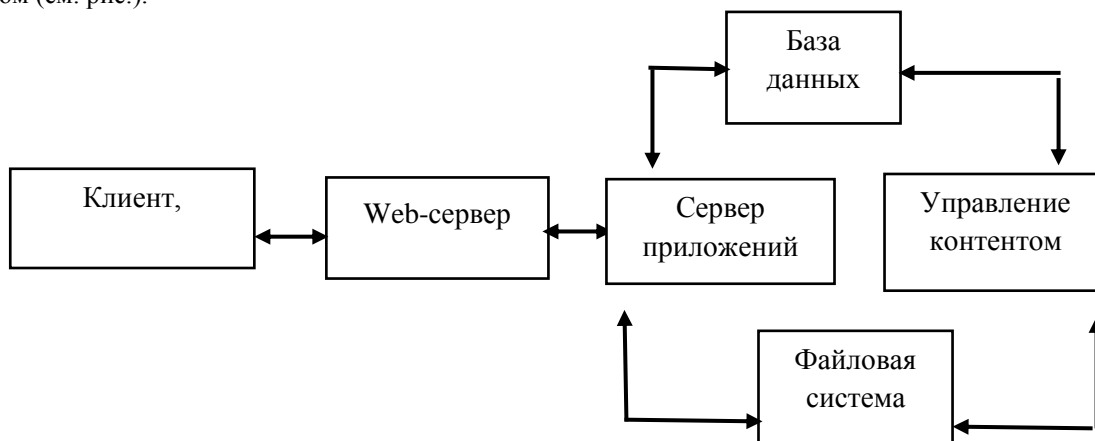 ом (см. рис.).
База
данных
Клиент,
Web-сервер
Сервер
приложений
Управление
контентом
Файловая
система